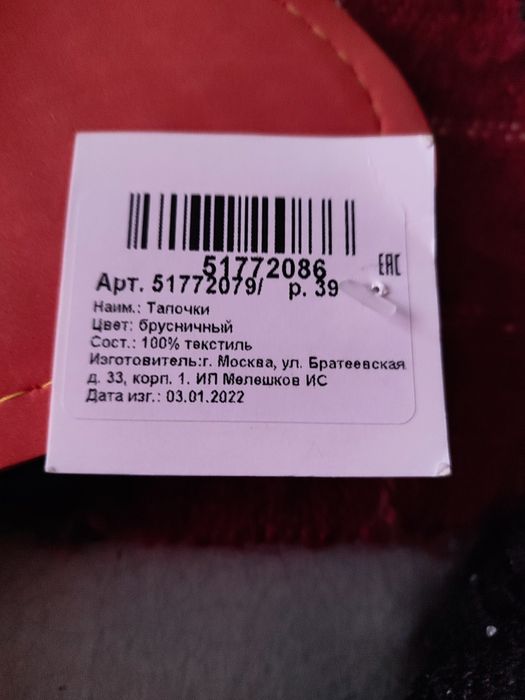 51772086
EAC
Арт. 51772079/ р. 39
Наим.: Тапочки
Цвет: брусничный
Сост.: 100% текстиль
Изготовитель:г. Москва, ул. Братеевская
д. 33, корп. 1. ИП Мелешков ИС
Дата изг.: 03.01.2022